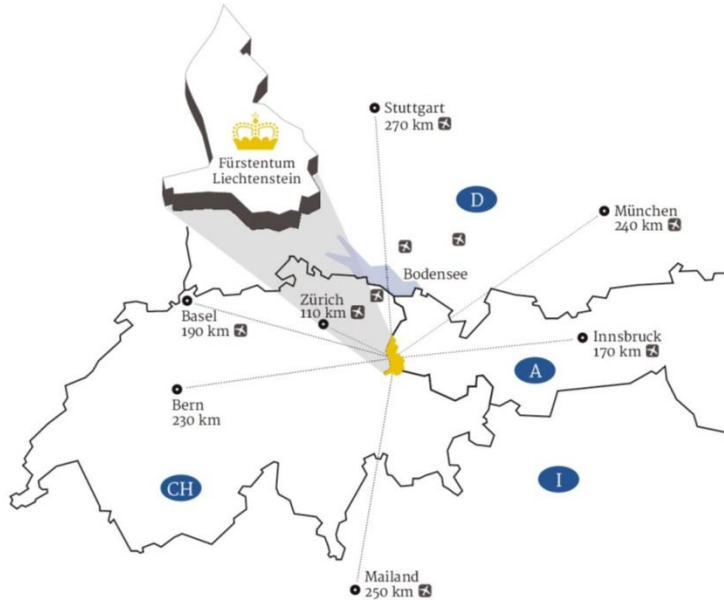 Stuttgart
270 km
Fürstentum
Liechtenstein
D
München
240 km
Bodensee
Zürich
110 km
Basel
190 km
Innsbruck
170 km
A
Bern
230 km
CH
I
Mailand
250 km